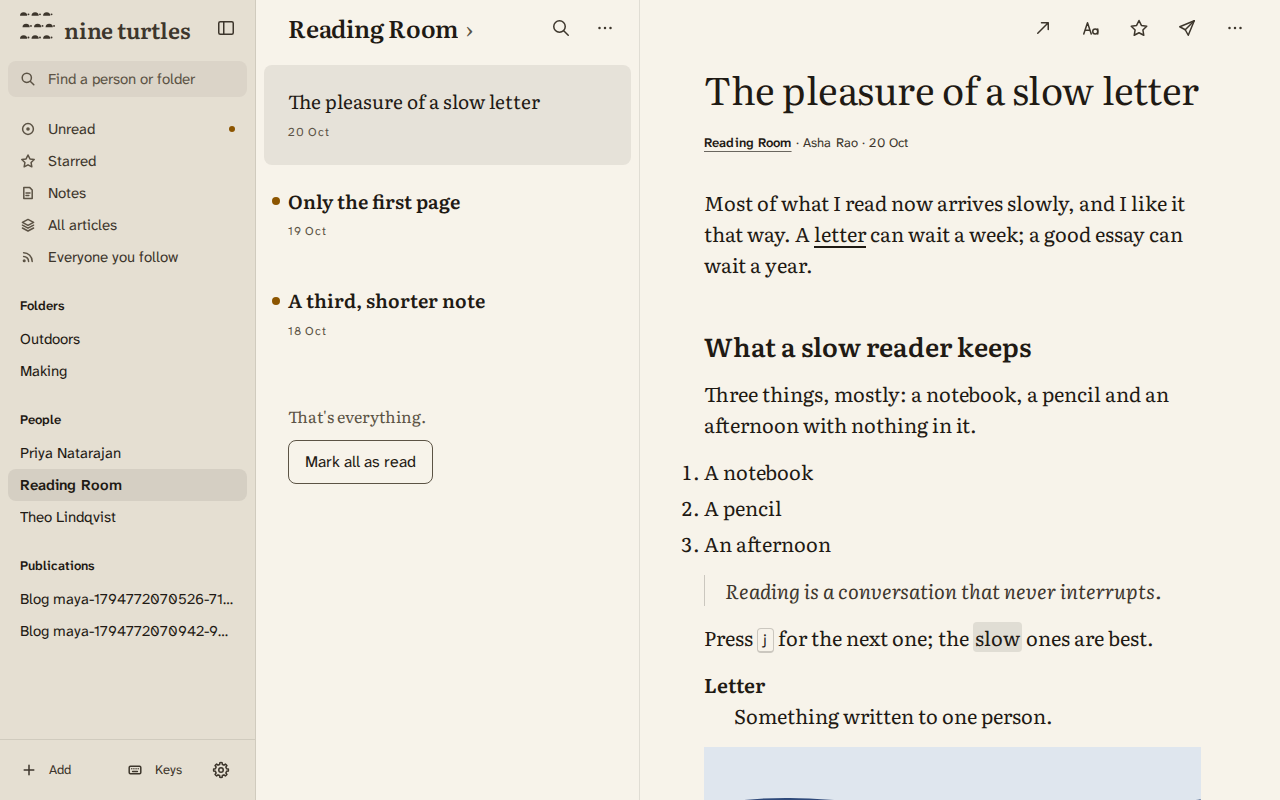 nine turtles
Find a person or folder
Unread
Starred
Notes
All articles
Everyone you follow
Folders
Outdoors
Making
People
Priya Natarajan
Reading Room
Theo Lindqvist
Publications
Blog maya-1794772070526-71...
Blog maya-1794772070942-9...
Add
Keys
Reading Room ›
The pleasure of a slow letter
20 Oct
Only the first page
19 Oct
A third, shorter note
18 Oct
That's everything.
Mark all as read
Aa
The pleasure of a slow letter
Reading Room · Asha Rao · 20 Oct
Most of what I read now arrives slowly, and I like it
that way. A letter can wait a week; a good essay can
wait a year.
What a slow reader keeps
Three things, mostly: a notebook, a pencil and an
afternoon with nothing in it.
1. A notebook
2. A pencil
3. An afternoon
Reading is a conversation that never interrupts.
Press j for the next one; the slow ones are best.
Letter
Something written to one person.